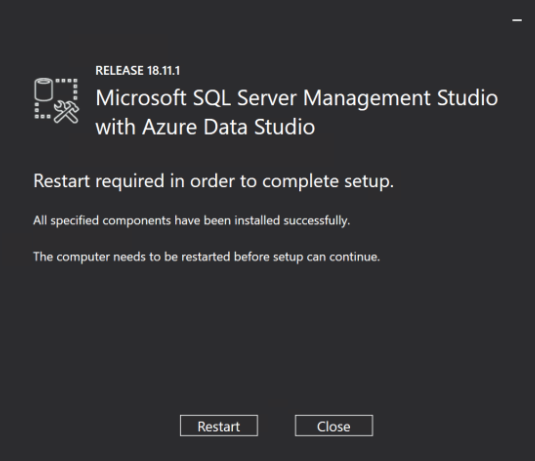 RELEASE 18.11.1
Microsoft SQL Server Management Studio
with Azure Data Studio
Restart required in order to complete setup.
All specified components have been installed successfully.
The computer needs to be restarted before setup can continue.
Restart
Close